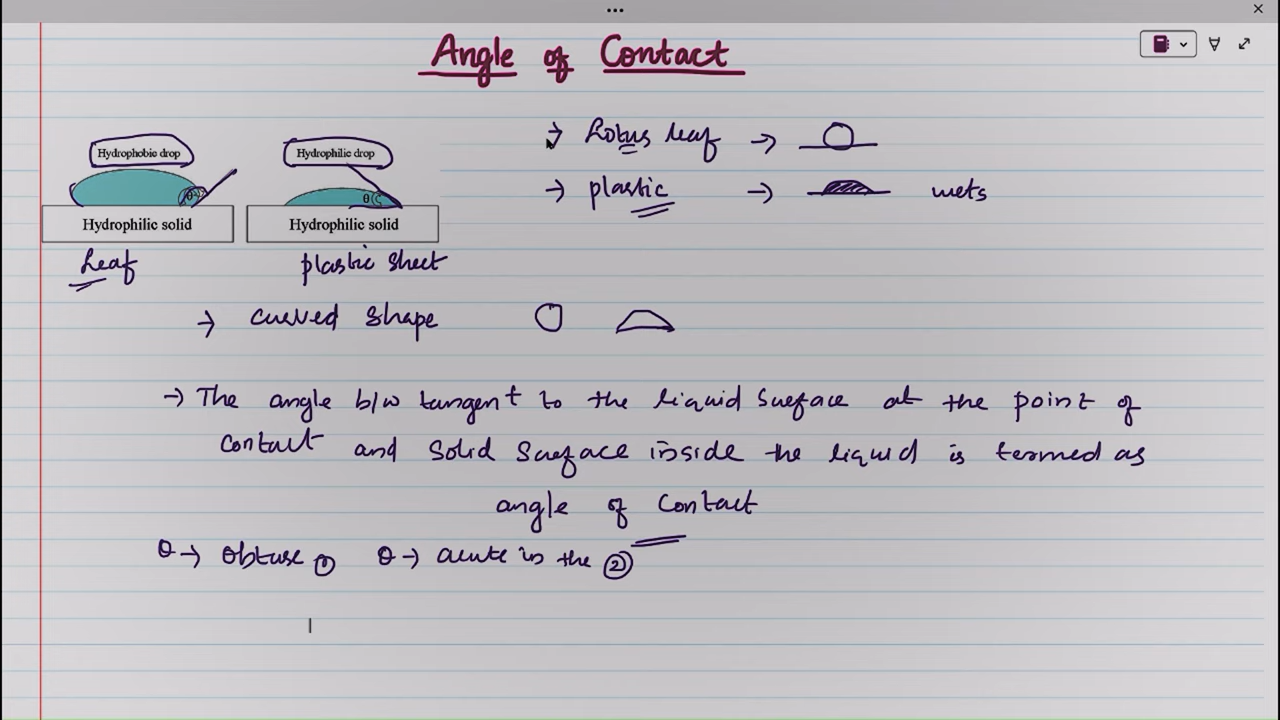 Angle of Contact
Hydrophobic drop
Hydrophilic drop
θ
θ
Hydrophilic solid
Hydrophilic solid
Leaf
plastic sheet
→ Lotus leaf →
→ plastic → wets
→ curved shape
→ The angle b/w tangent to the liquid surface at the point of
contact and solid surface inside the liquid is termed as
angle of contact
θ → obtuse ① θ → acute in the ②